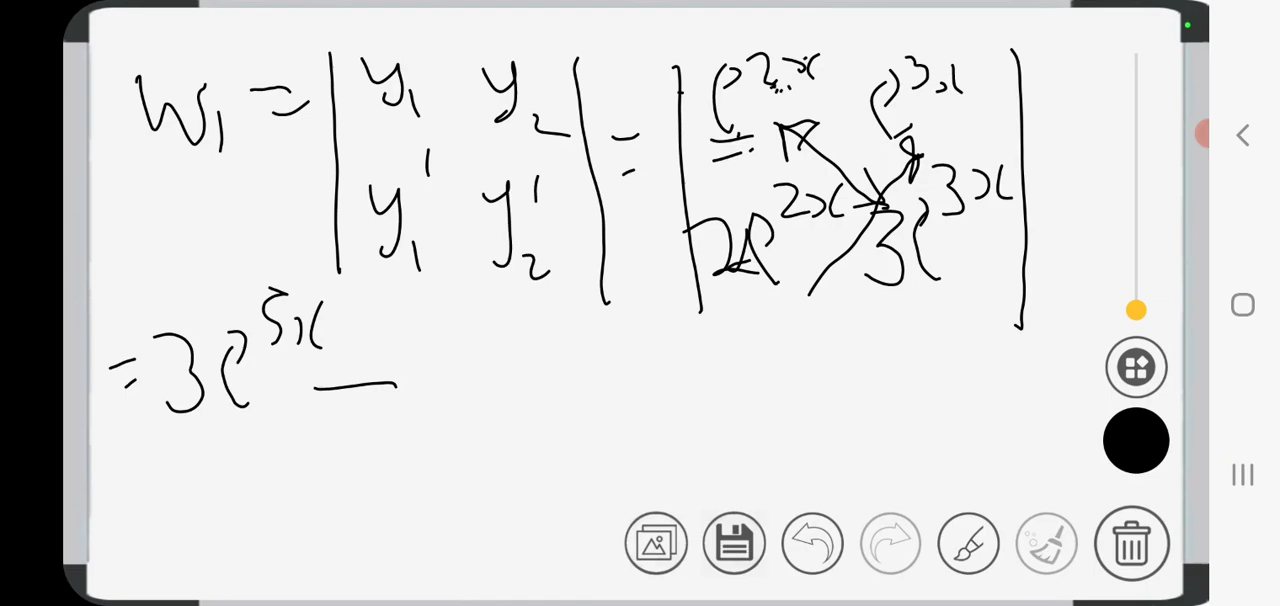 W₁ = | y₁ y₂ | = | e^{2x} e^{3x} |
| y₁' y₂' | | 2e^{2x} 3e^{3x} |
= 3e^{5x} —